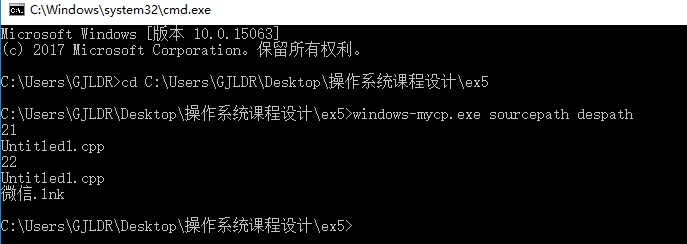 C:\Windows\system32\cmd.exe
Microsoft Windows [版本 10.0.15063]
(c) 2017 Microsoft Corporation。保留所有权利。
C:\Users\GJLDR>cd C:\Users\GJLDR\Desktop\操作系统课程设计\ex5
C:\Users\GJLDR\Desktop\操作系统课程设计\ex5>windows-mycp.exe sourcepath despath
21
Untitled1.cpp
22
Untitled1.cpp
微信.lnk
C:\Users\GJLDR\Desktop\操作系统课程设计\ex5>